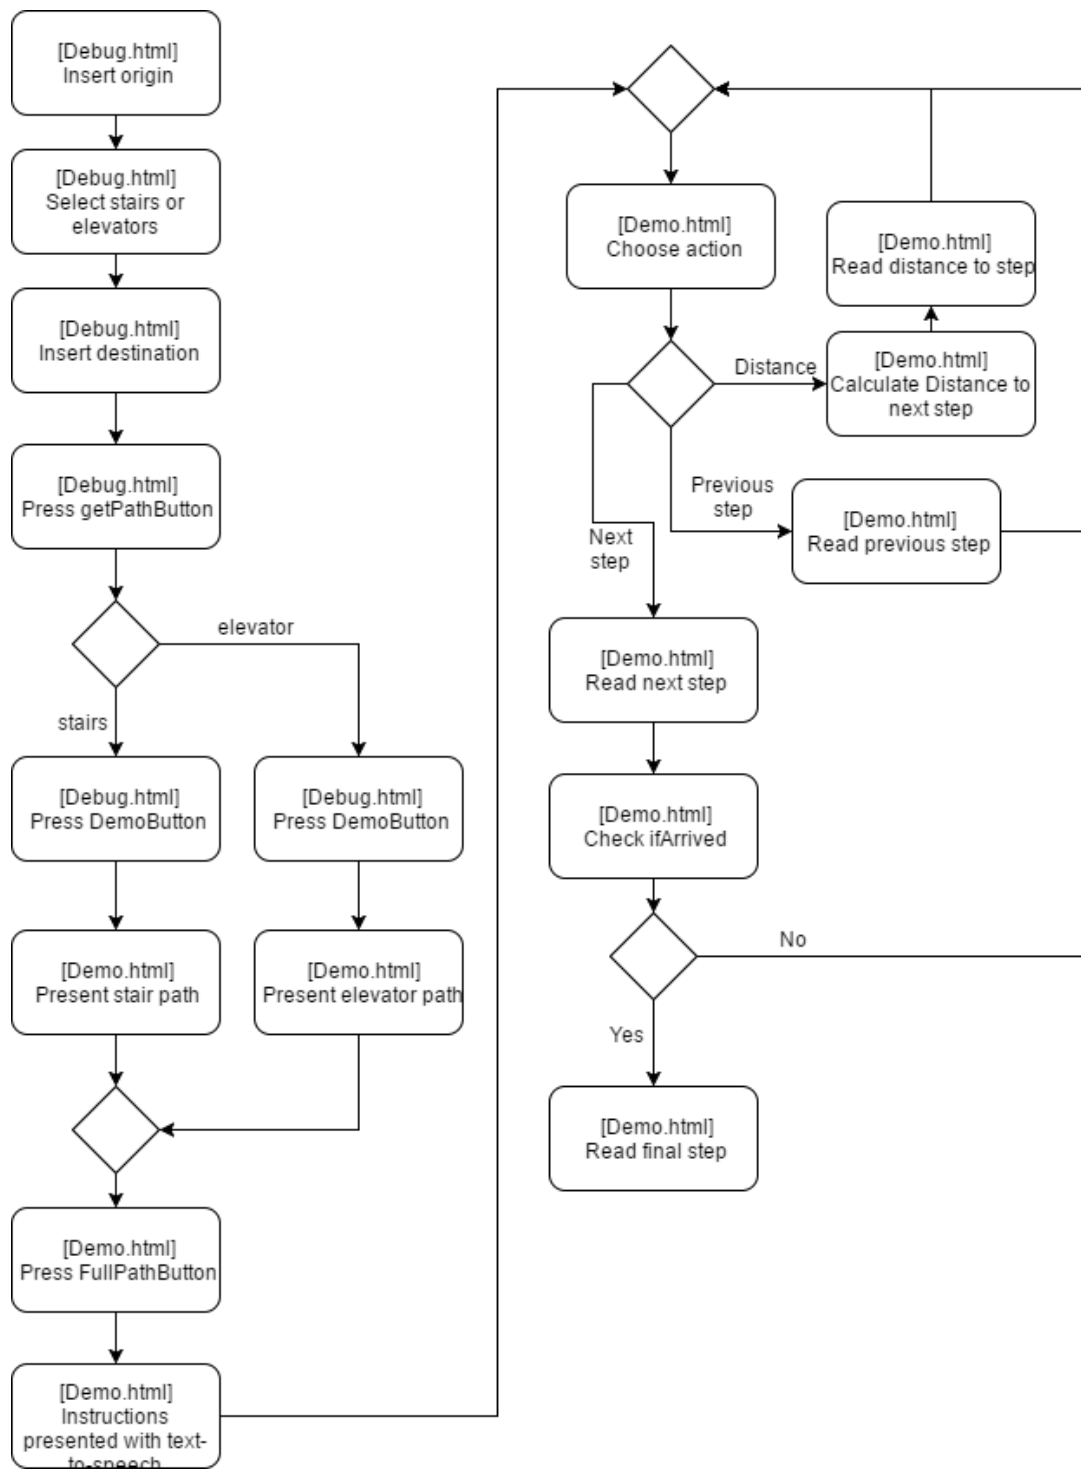 [Debug.html]
Insert origin
[Debug.html]
Select stairs or
elevators
[Debug.html]
Insert destination
[Debug.html]
Press getPathButton
elevator
stairs
[Debug.html]
Press DemoButton
[Debug.html]
Press DemoButton
[Demo.html]
Present stair path
[Demo.html]
Present elevator path
[Demo.html]
Press FullPathButton
[Demo.html]
Instructions
presented with text-
to-speech
[Demo.html]
Choose action
[Demo.html]
Read distance to step
Distance
[Demo.html]
Calculate Distance to
next step
Previous
step
[Demo.html]
Read previous step
Next
step
[Demo.html]
Read next step
[Demo.html]
Check ifArrived
No
Yes
[Demo.html]
Read final step